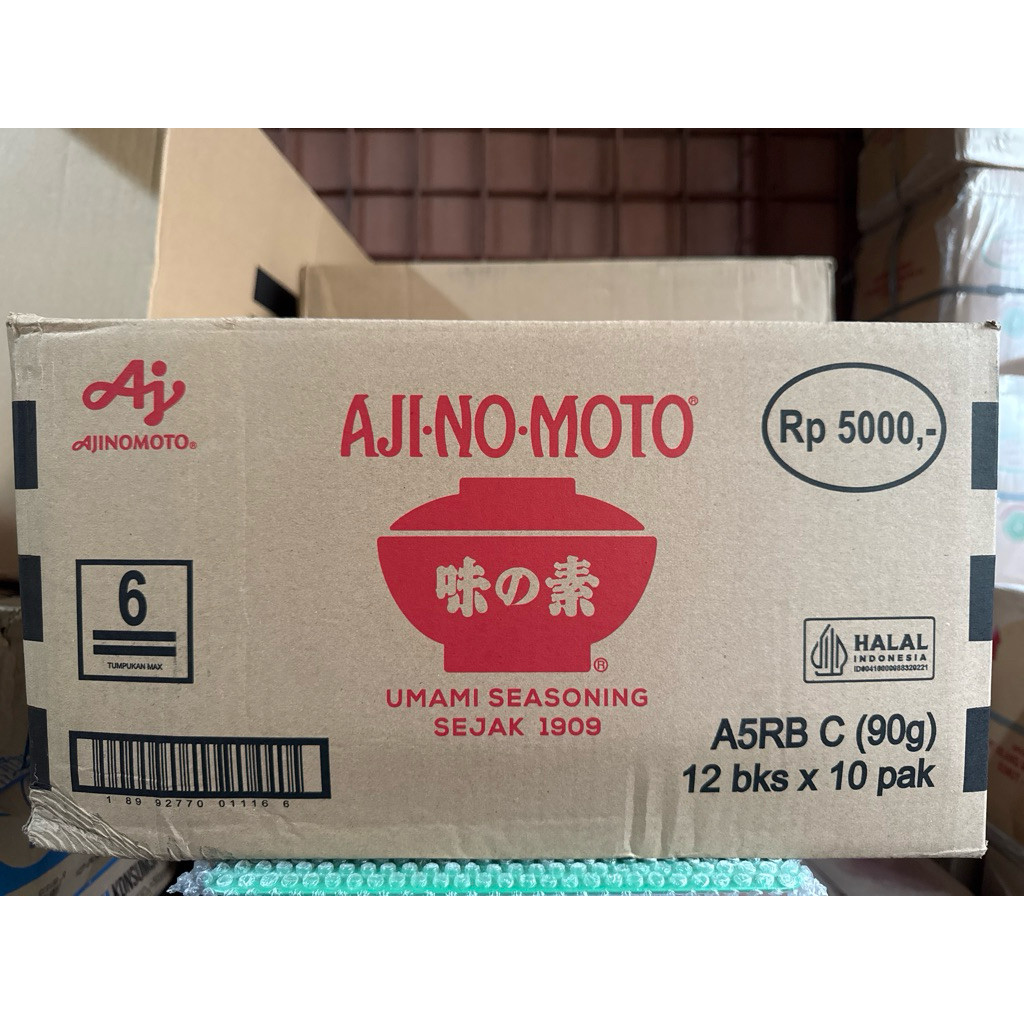 Aj
AJINOMOTO®
AJI·NO·MOTO®
Rp 5000,-
味の素®
6
TUMPUKAN MAX
UMAMI SEASONING
SEJAK 1909
HALAL
INDONESIA
ID00410000088320221
A5RB C (90g)
12 bks x 10 pak
1 89 92770 01116 6